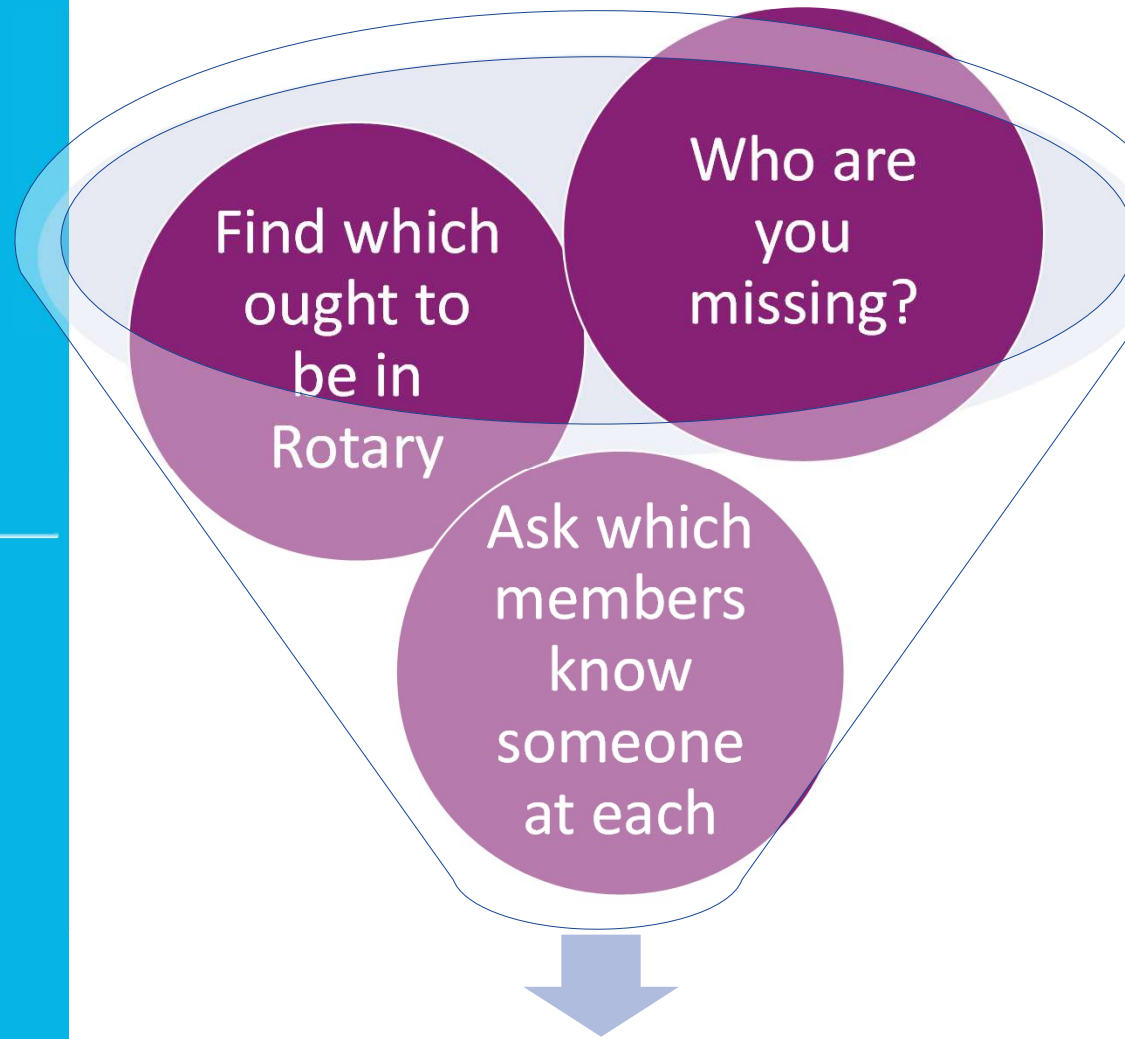 Who are
you
missing?
Find which
ought to
be in
Rotary
Ask which
members
know
someone
at each